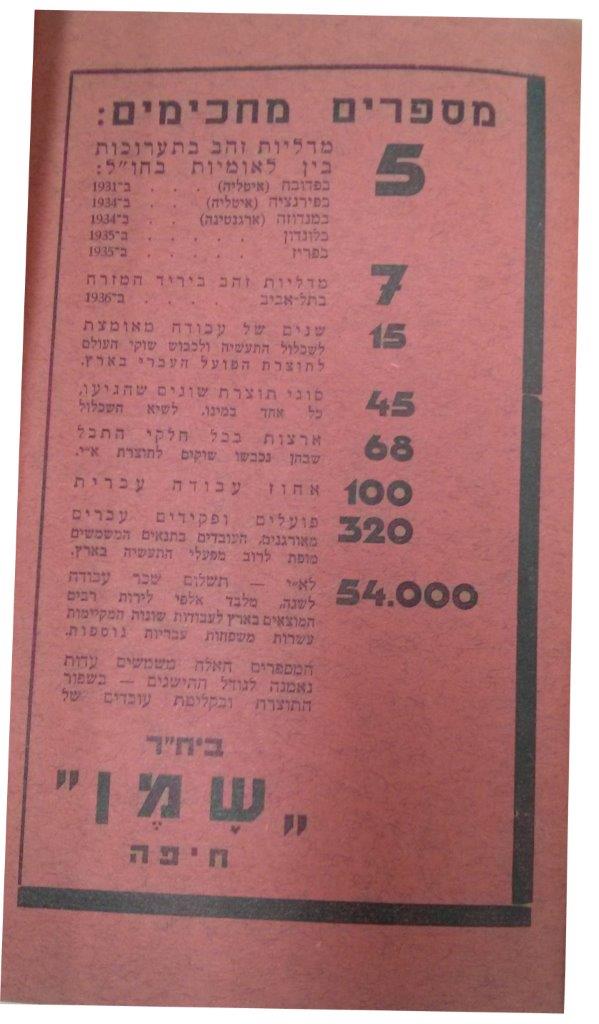 מספרים מחכימים:
5 מדליות זהב בתערוכות
בין לאומיות בחו"ל:
בפדובה (איטליה) . . . ב־1931
בפירנציה (איטליה) . . ב־1934
במנדוזה (ארגנטינה) . . ב־1934
בלונדון . . . . . ב־1935
בפריז . . . . . ב־1935
7 מדליות זהב ביריד המזרח
בתל־אביב . . . . ב־1936
15 שנים של עבודה מאומצת
לשכלול התעשיה ולכבוש שוקי העולם
לתוצרת הפועל העברי בארץ.
45 סוגי תוצרת שונים שהגיעו,
כל אחד במינו, לשיא השכלול
68 ארצות בכל חלקי התבל
שבהן נכבשו שוקים לתוצרת א"י.
100 אחוז עבודה עברית
320 פועלים ופקידים עברים
מאורגנים, העובדים בתנאים המשמשים
מופת לרוב מפעלי התעשיה בארץ.
54.000 לא"י — תשלום שכר עבודה
לשנה, מלבד אלפי לירות רבים
המוצאים בארץ לעבודות שונות המקיימות
עשרות משפחות עבריות נוספות.
המספרים האלה משמשים עדות
נאמנה לגודל ההישגים — בשפור
התוצרת ובקליטת עובדים של
ביח"ר
"שָמֶן"
חיפה